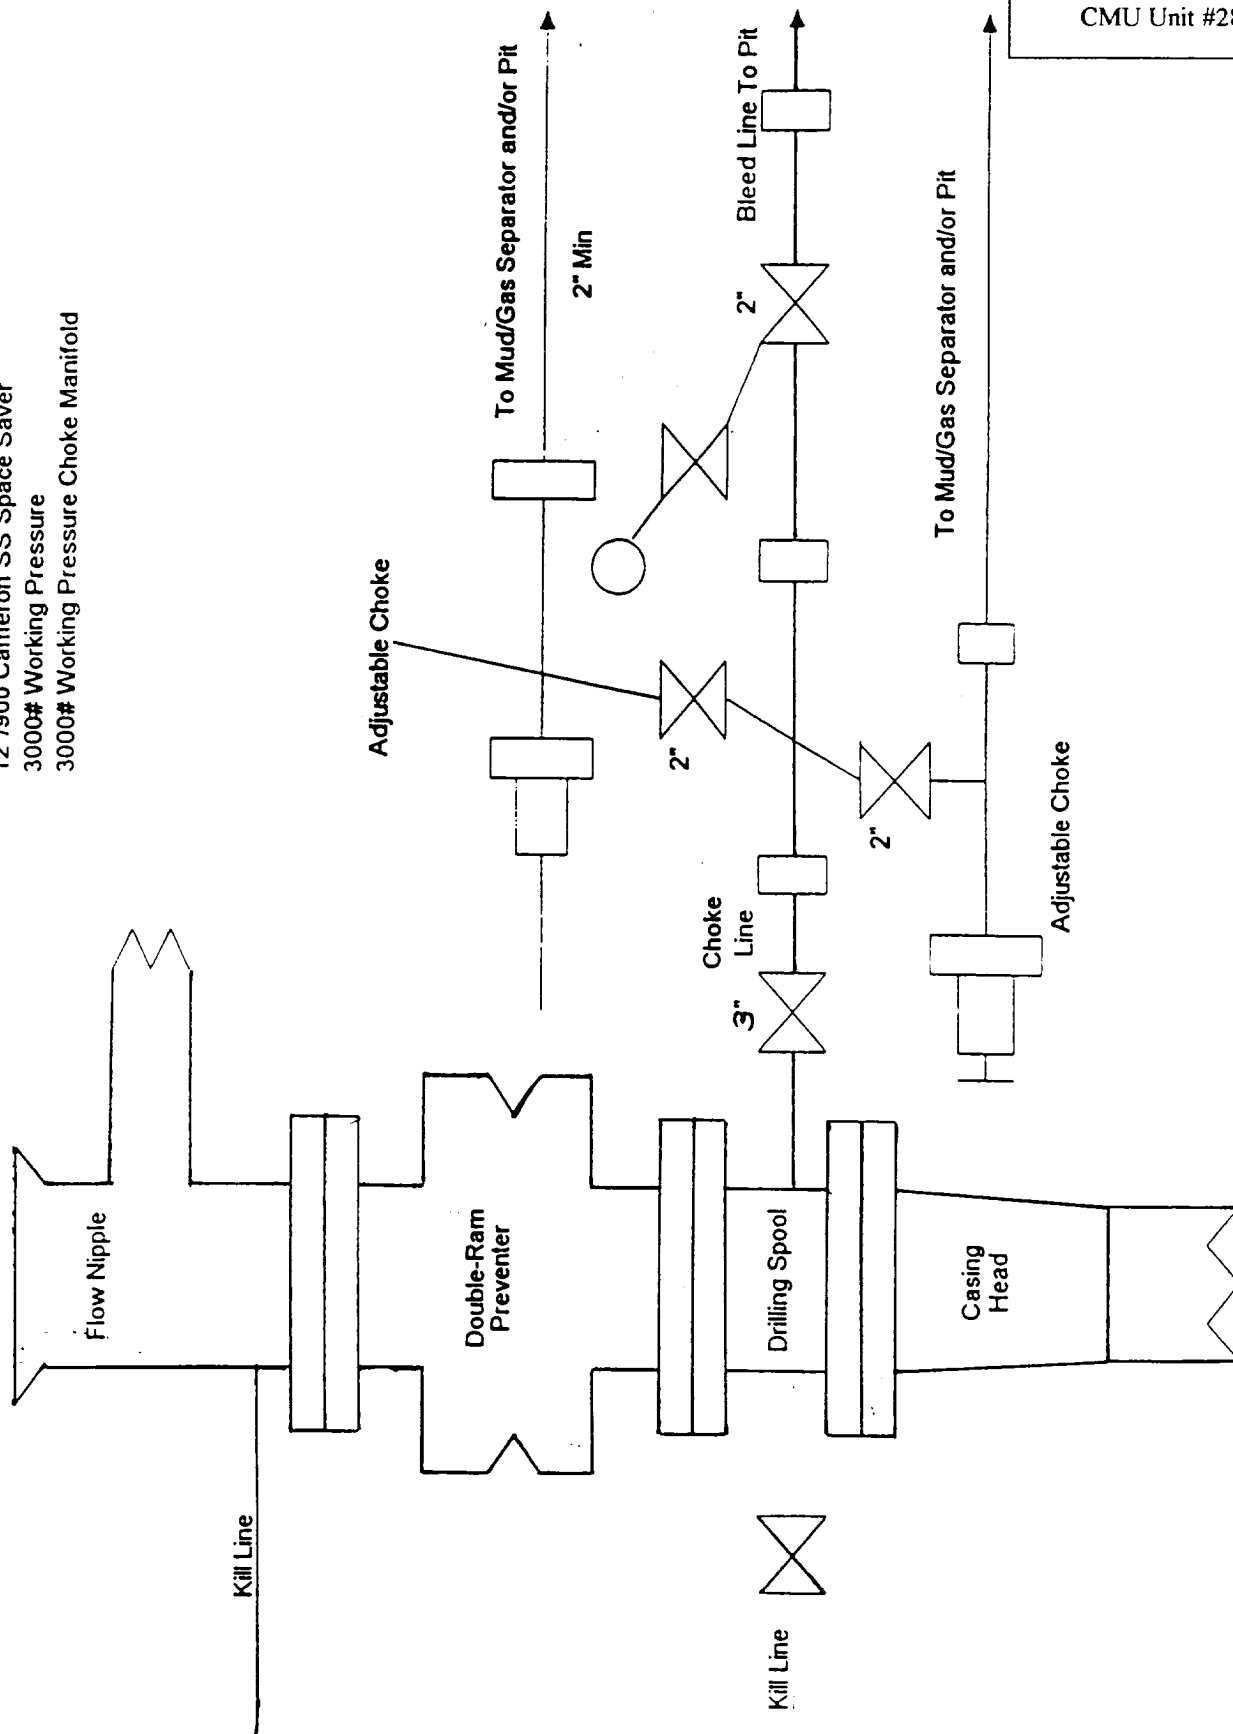 CMU Unit #28
3000# Working Pressure
3000# Working Pressure Choke Manifold
Flow Nipple
Kill Line
Double-Ram
Preventer
Adjustable Choke
To Mud/Gas Separator and/or Pit
2" Min
2"
Bleed Line To Pit
2"
Kill Line
Drilling Spool
3"
Choke
Line
2"
To Mud/Gas Separator and/or Pit
Casing
Head
Adjustable Choke